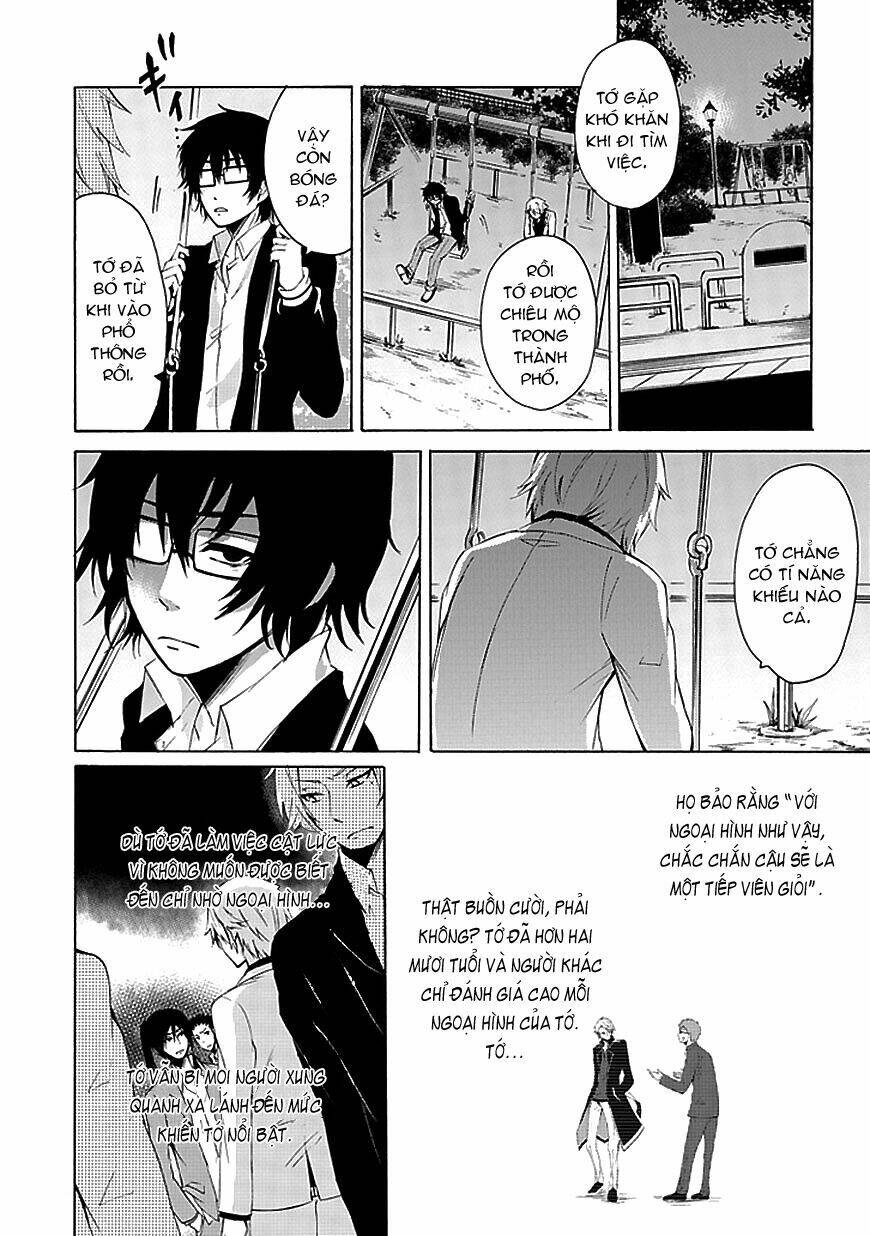 TỚ GẶP
KHÓ KHĂN
KHI ĐI TÌM
VIỆC.
RỒI
TỚ ĐƯỢC
CHIÊU MỘ
TRONG
THÀNH
PHỐ.
VẬY
CÒN
BÓNG
ĐÁ?
TỚ ĐÃ
BỎ TỪ
KHI VÀO
PHỔ
THÔNG
RỒI.
TỚ CHẲNG
CÓ TÍ NĂNG
KHIẾU NÀO
CẢ.
HỌ BẢO RẰNG "VỚI
NGOẠI HÌNH NHƯ VẬY,
CHẮC CHẮN CẬU SẼ LÀ
MỘT TIẾP VIÊN GIỎI".
THẬT BUỒN CƯỜI, PHẢI
KHÔNG? TỚ ĐÃ HƠN HAI
MƯƠI TUỔI VÀ NGƯỜI KHÁC
CHỈ ĐÁNH GIÁ CAO MỖI
NGOẠI HÌNH CỦA TỚ.
TỚ...
DÙ TỚ ĐÃ LÀM VIỆC CẬT LỰC
VÌ KHÔNG MUỐN ĐƯỢC BIẾT
ĐẾN CHỈ NHỜ NGOẠI HÌNH...
TỚ VẪN BỊ MỌI NGƯỜI XUNG
QUANH XA LÁNH ĐẾN MỨC
KHIẾN TỚ NỔI BẬT.